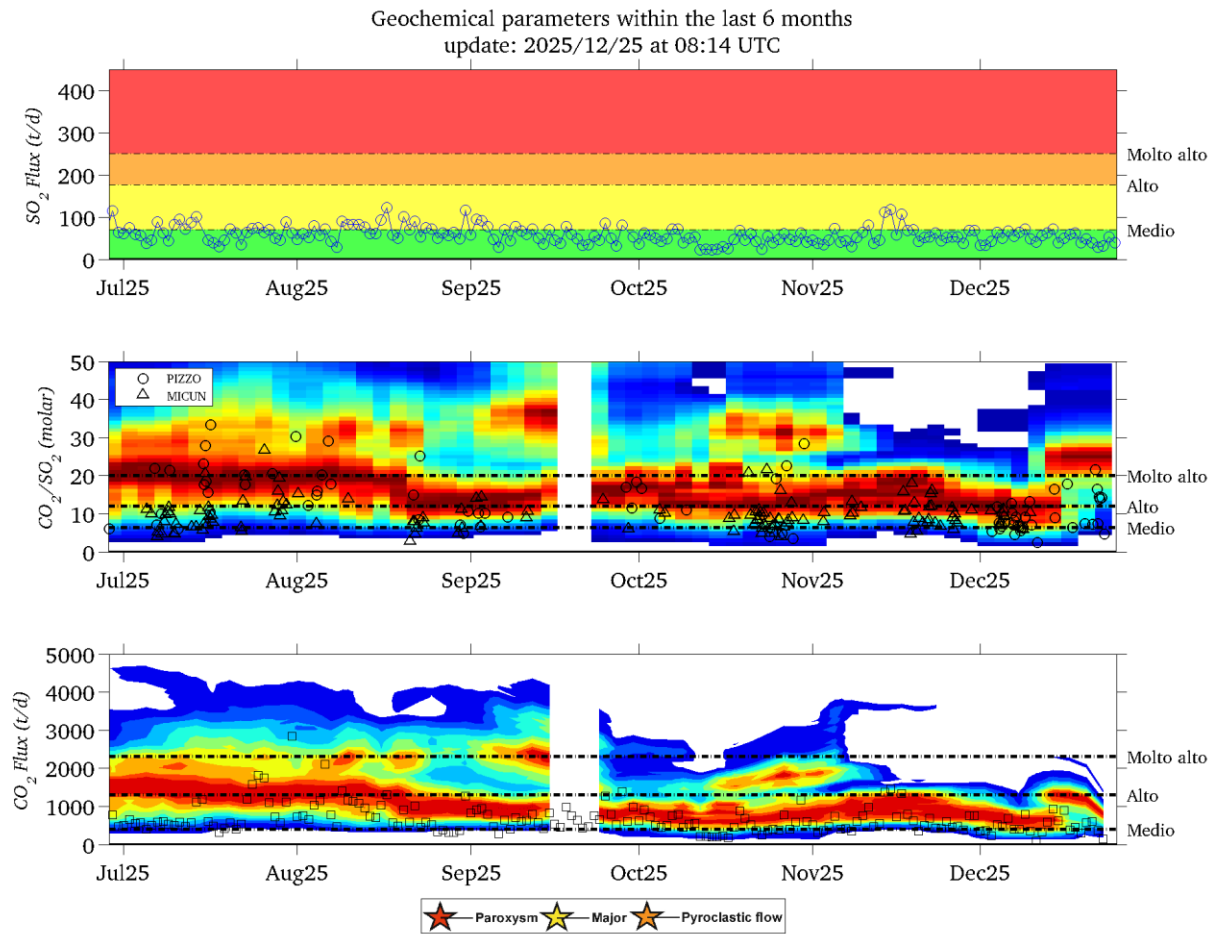 Geochemical parameters within the last 6 months
update: 2025/12/25 at 08:14 UTC
SO2 Flux (t/d)
400
300
200
100
0
Molto alto
Alto
Medio
Jul25 Aug25 Sep25 Oct25 Nov25 Dec25
CO2/SO2 (molar)
50
40
30
20
10
0
PIZZO
MICUN
Molto alto
Alto
Medio
Jul25 Aug25 Sep25 Oct25 Nov25 Dec25
CO2 Flux (t/d)
5000
4000
3000
2000
1000
0
Molto alto
Alto
Medio
Jul25 Aug25 Sep25 Oct25 Nov25 Dec25
Paroxysm Major Pyroclastic flow